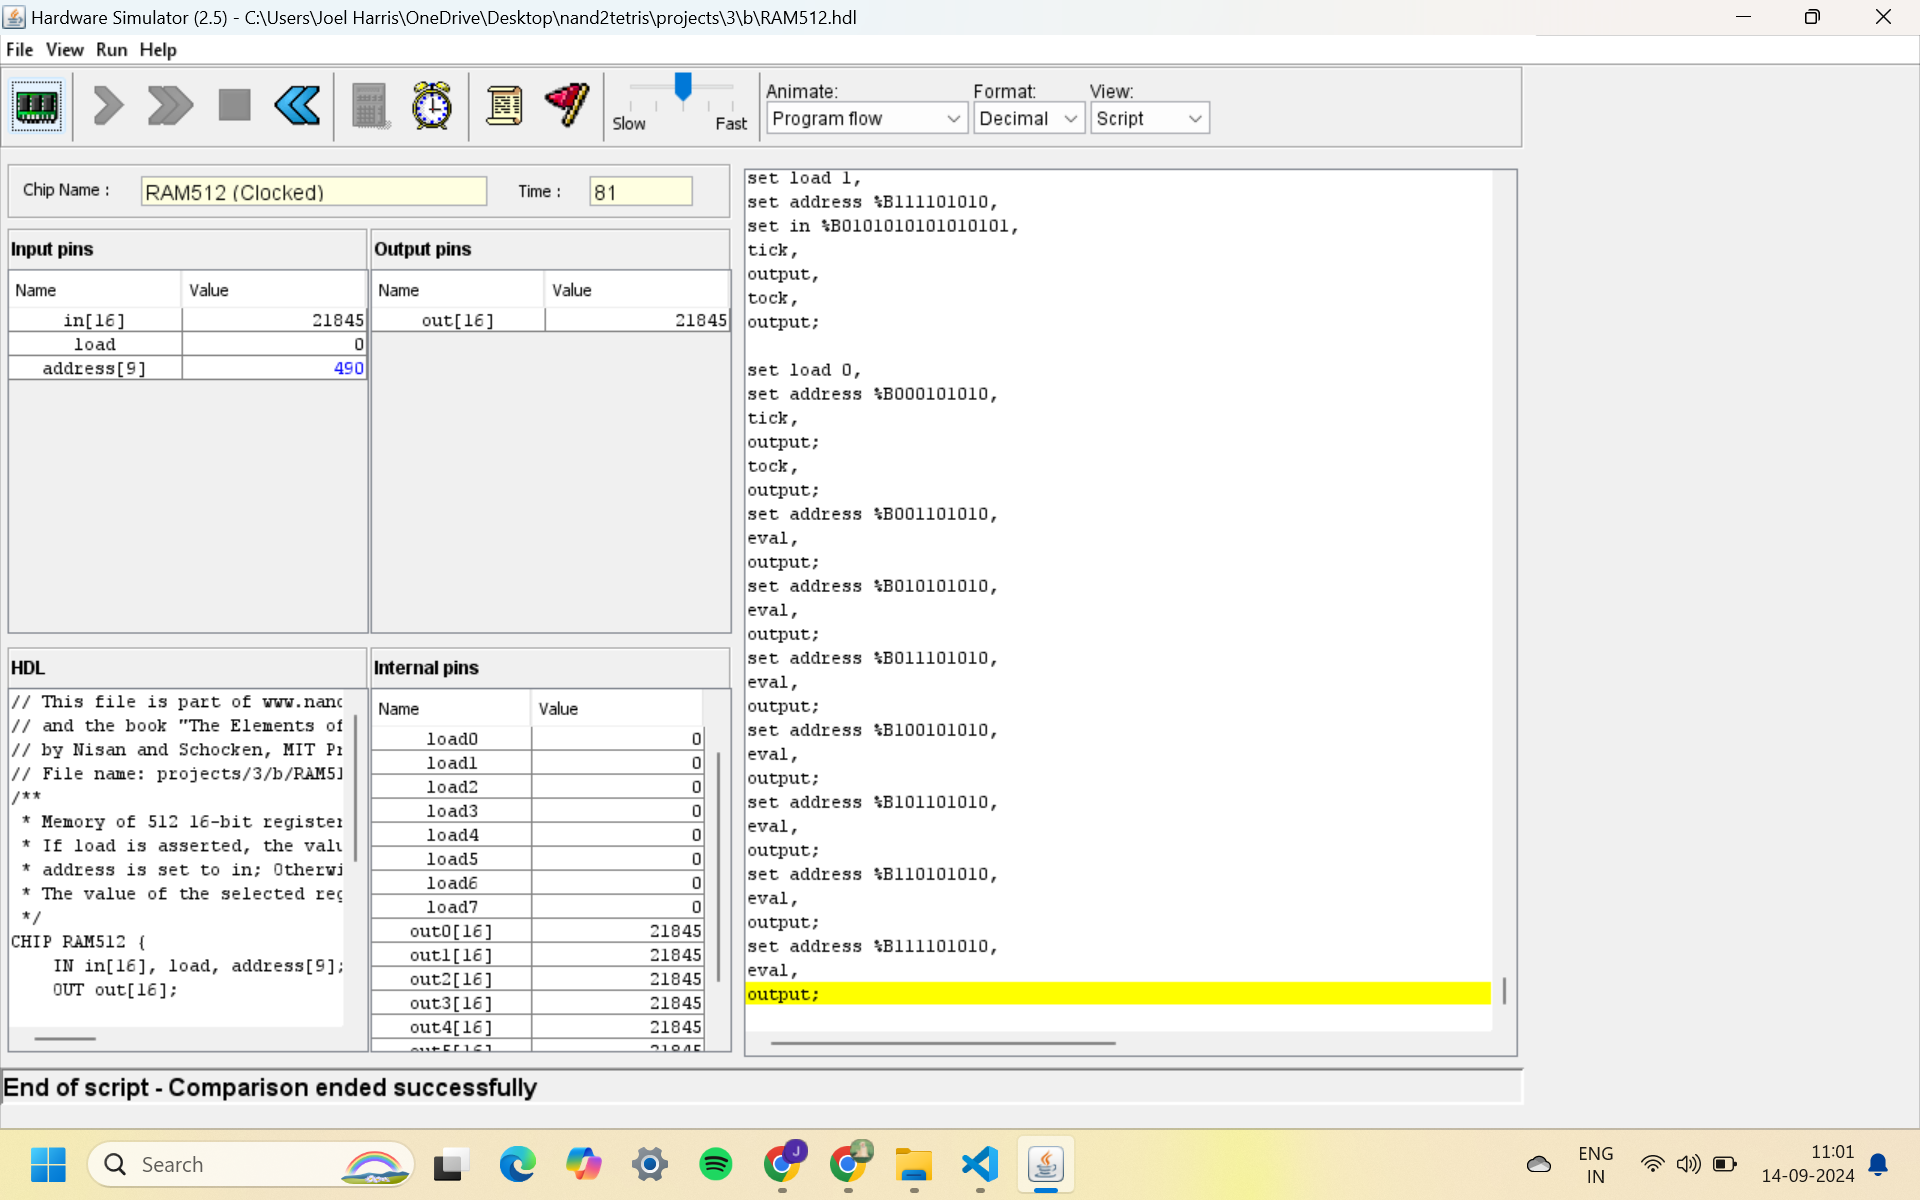 Hardware Simulator (2.5) - C:\Users\Joel Harris\OneDrive\Desktop\nand2tetris\projects\3\b\RAM512.hdl
File View Run Help
Slow Fast
Animate: Format: View:
Program flow Decimal Script
Chip Name : RAM512 (Clocked) Time : 81
Input pins
Name Value
in[16] 21845
load 0
address[9] 490
Output pins
Name Value
out[16] 21845
HDL
// This file is part of www.nanc
// and the book "The Elements of
// by Nisan and Schocken, MIT Pr
// File name: projects/3/b/RAM51
/**
* Memory of 512 16-bit register
* If load is asserted, the valu
* address is set to in; Otherwi
* The value of the selected reg
*/
CHIP RAM512 {
IN in[16], load, address[9];
OUT out[16];
Internal pins
Name Value
load0 0
load1 0
load2 0
load3 0
load4 0
load5 0
load6 0
load7 0
out0[16] 21845
out1[16] 21845
out2[16] 21845
out3[16] 21845
out4[16] 21845
out5[16] 21845
set load 1,
set address %B111101010,
set in %B0101010101010101,
tick,
output,
tock,
output;
set load 0,
set address %B000101010,
tick,
output;
tock,
output;
set address %B001101010,
eval,
output;
set address %B010101010,
eval,
output;
set address %B011101010,
eval,
output;
set address %B100101010,
eval,
output;
set address %B101101010,
eval,
output;
set address %B110101010,
eval,
output;
set address %B111101010,
eval,
output;
End of script - Comparison ended successfully
Search
J
ENG
IN
11:01
14-09-2024